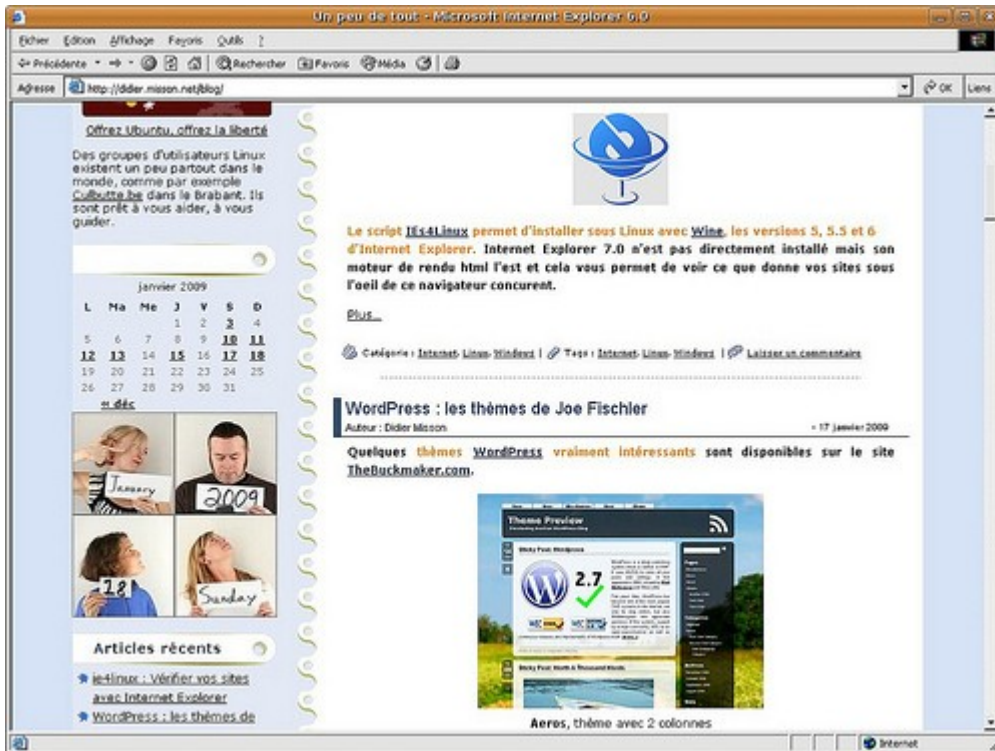 Un peu de tout - Microsoft Internet Explorer 6.0
Fichier Edition Affichage Favoris Outils ?
Précédente Rechercher Favoris Média
Adresse http://didier.misson.net/blog/ OK Liens
Offrez Ubuntu, offrez la liberté
Des groupes d'utilisateurs Linux
existent un peu partout dans le
monde, comme par exemple
Culbutte.be dans le Brabant. Ils
sont prêt à vous aider, à vous
guider.
janvier 2009
L Ma Me J V S D
1 2 3 4
5 6 7 8 9 10 11
12 13 14 15 16 17 18
19 20 21 22 23 24 25
26 27 28 29 30 31
« déc
January
2009
18
Sunday
Articles récents
ie4linux : Vérifier vos sites
avec Internet Explorer
WordPress : les thèmes de
Le script IEs4Linux permet d'installer sous Linux avec Wine, les versions 5, 5.5 et 6
d'Internet Explorer. Internet Explorer 7.0 n'est pas directement installé mais son
moteur de rendu html l'est et cela vous permet de voir ce que donne vos sites sous
l'oeil de ce navigateur concurent.
Plus...
Catégorie : Internet, Linux, Windows | Tags : Internet, Linux, Windows | Laisser un commentaire
WordPress : les thèmes de Joe Fischler
Auteur : Didier Misson - 17 janvier 2009
Quelques thèmes WordPress vraiment intéressants sont disponibles sur le site
TheBuckmaker.com.
Theme Preview
Sticky Post: Wordpress
2.7
W3C W3C
Sticky Post: North & Thousand Words
Aeros, thème avec 2 colonnes
Internet